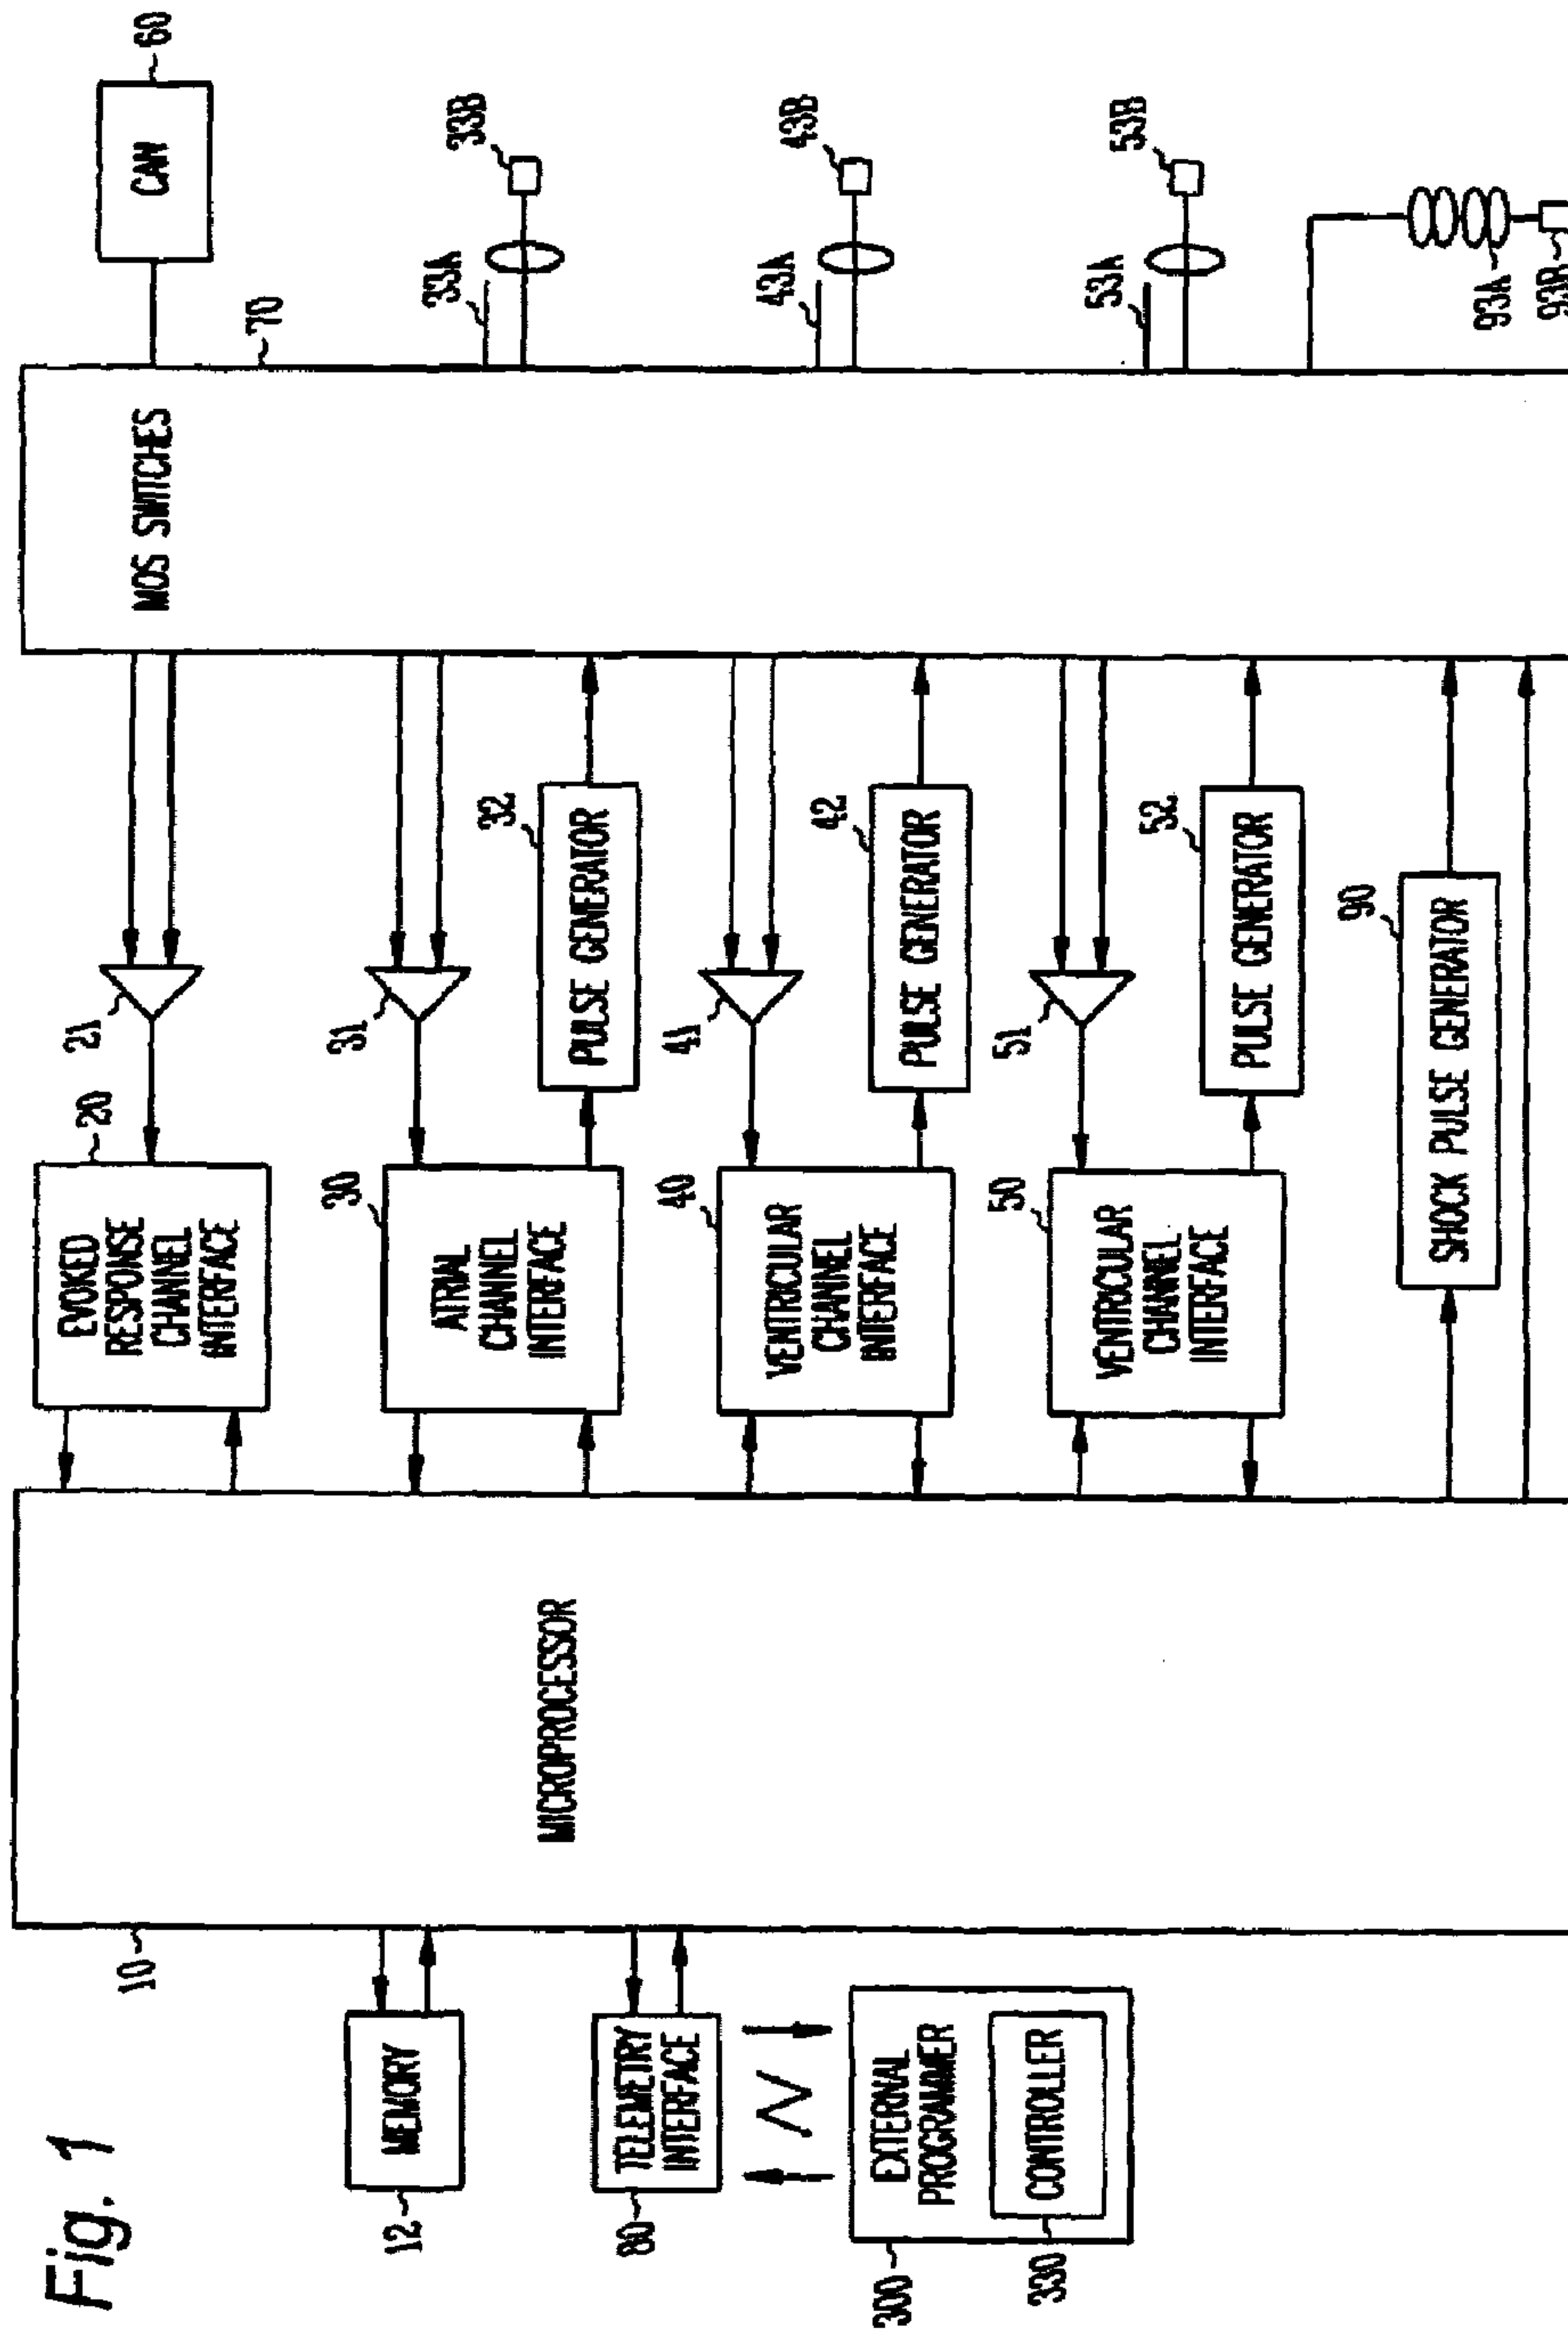 Fig. 1
10
MICROPROCESSOR
12
MEMORY
80
TELEMETRY
INTERFACE
300
EXTERNAL
PROGRAMMER
330
CONTROLLER
20
EVOKED
RESPONSE
CHANNEL
INTERFACE
21
30
ATRIAL
CHANNEL
INTERFACE
31
32
PULSE GENERATOR
40
VENTRICULAR
CHANNEL
INTERFACE
41
42
PULSE GENERATOR
50
VENTRICULAR
CHANNEL
INTERFACE
51
52
PULSE GENERATOR
90
SHOCK PULSE GENERATOR
MOS SWITCHES
70
CAN
60
33A
33B
43A
43B
53A
53B
93A
93B